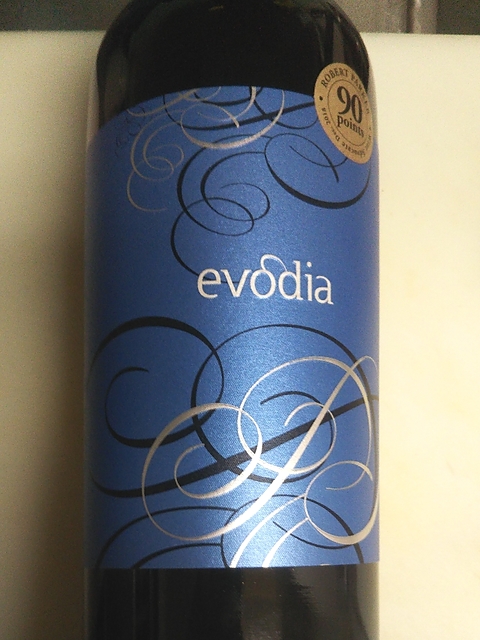 ROBERT PARKER
90
points
evodia